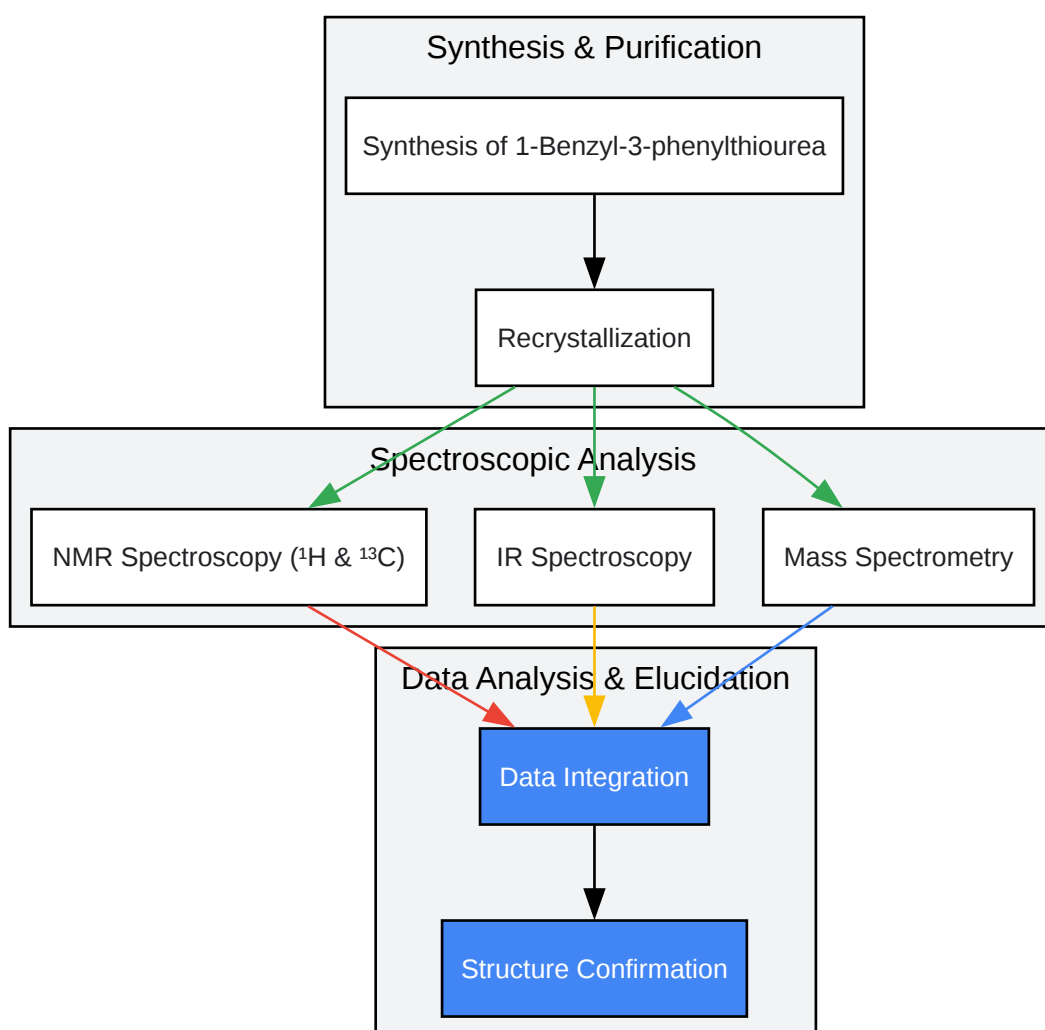 Synthesis & Purification
Synthesis of 1-Benzyl-3-phenylthiourea
Recrystallization
Spectroscopic Analysis
NMR Spectroscopy (¹H & ¹³C)
IR Spectroscopy
Mass Spectrometry
Data Analysis & Elucidation
Data Integration
Structure Confirmation